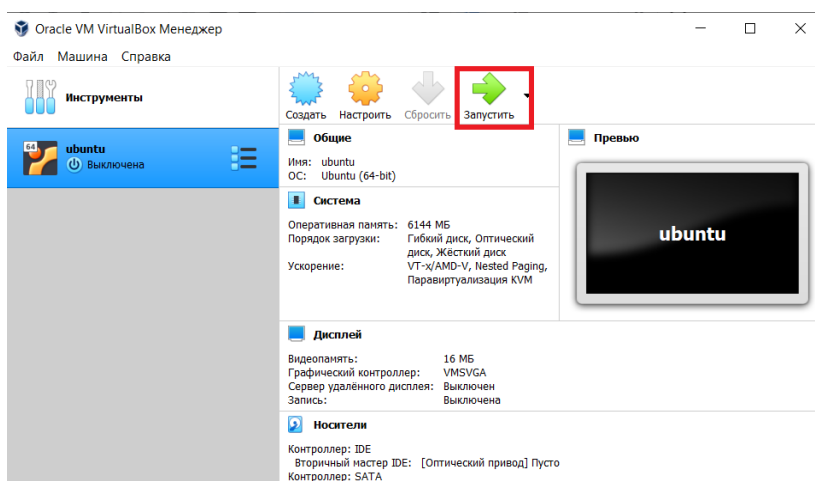 Oracle VM VirtualBox Менеджер
Файл Машина Справка
Инструменты
64
ubuntu
Выключена
Создать Настроить Сбросить Запустить
Общие
Имя: ubuntu
ОС: Ubuntu (64-bit)
Система
Оперативная память: 6144 МБ
Порядок загрузки: Гибкий диск, Оптический
диск, Жёсткий диск
Ускорение: VT-x/AMD-V, Nested Paging,
Паравиртуализация KVM
Превью
ubuntu
Дисплей
Видеопамять: 16 МБ
Графический контроллер: VMSVGA
Сервер удалённого дисплея: Выключен
Запись: Выключена
Носители
Контроллер: IDE
Вторичный мастер IDE: [Оптический привод] Пусто
Контроллер: SATA